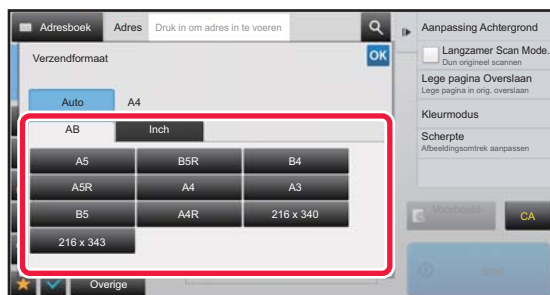 Adresboek
Adres
Druk in om adres in te voeren
Verzendformaat
OK
Auto
A4
AB
Inch
A5
B5R
B4
A5R
A4
A3
B5
A4R
216 x 340
216 x 343
Overige
Aanpassing Achtergrond
Langzamer Scan Mode.
Dun origineel scannen
Lege pagina Overslaan
Lege pagina in orig. overslaan
Kleurmodus
Scherpte
Afbeeldingsomtrek aanpassen
Voorbeeld-
CA
Start